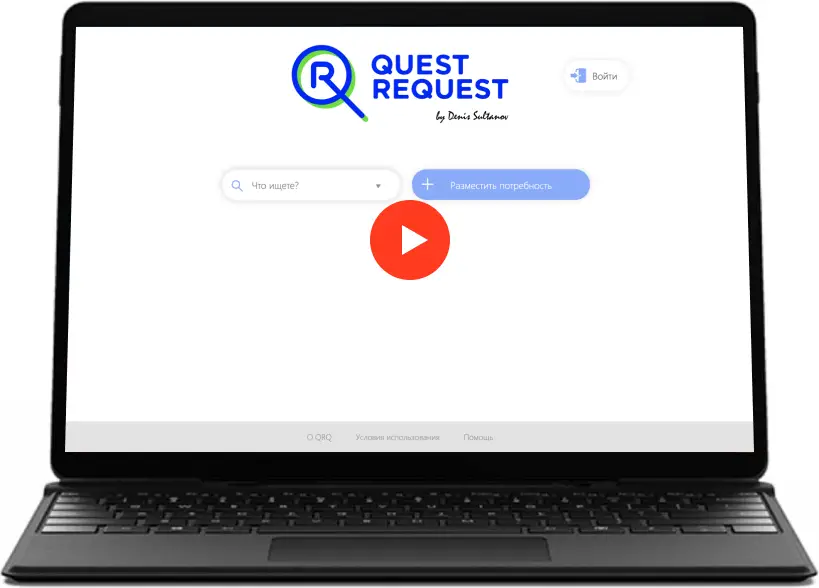 QUEST
REQUEST
by Denis Sultanov
Войти
Что ищете?
Разместить потребность
О QRQ Условия использования Помощь